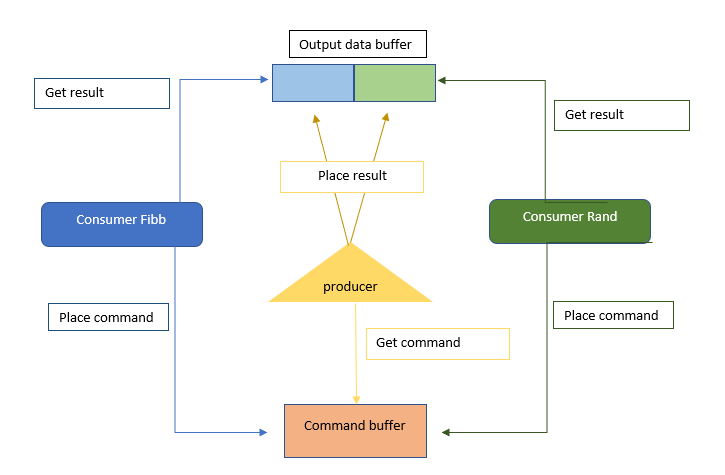 Output data buffer
Get result
Get result
Place result
Consumer Fibb
Consumer Rand
producer
Place command
Place command
Get command
Command buffer